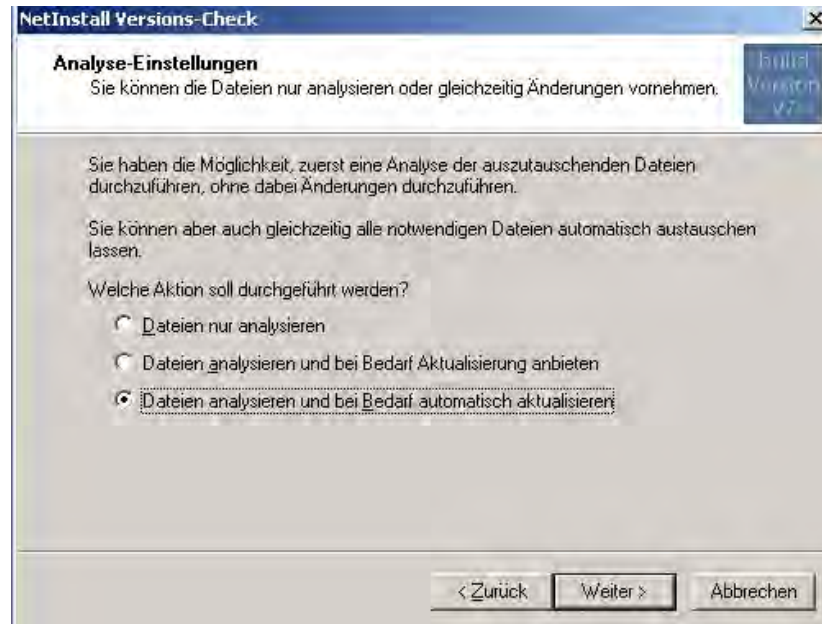 NetInstall Versions-Check
Analyse-Einstellungen
Sie können die Dateien nur analysieren oder gleichzeitig Änderungen vornehmen.
Version
Sie haben die Möglichkeit, zuerst eine Analyse der auszutauschenden Dateien
durchzuführen, ohne dabei Änderungen durchzuführen.
Sie können aber auch gleichzeitig alle notwendigen Dateien automatisch austauschen
lassen.
Welche Aktion soll durchgeführt werden?
Dateien nur analysieren
Dateien analysieren und bei Bedarf Aktualisierung anbieten
Dateien analysieren und bei Bedarf automatisch aktualisieren
< Zurück
Weiter >
Abbrechen